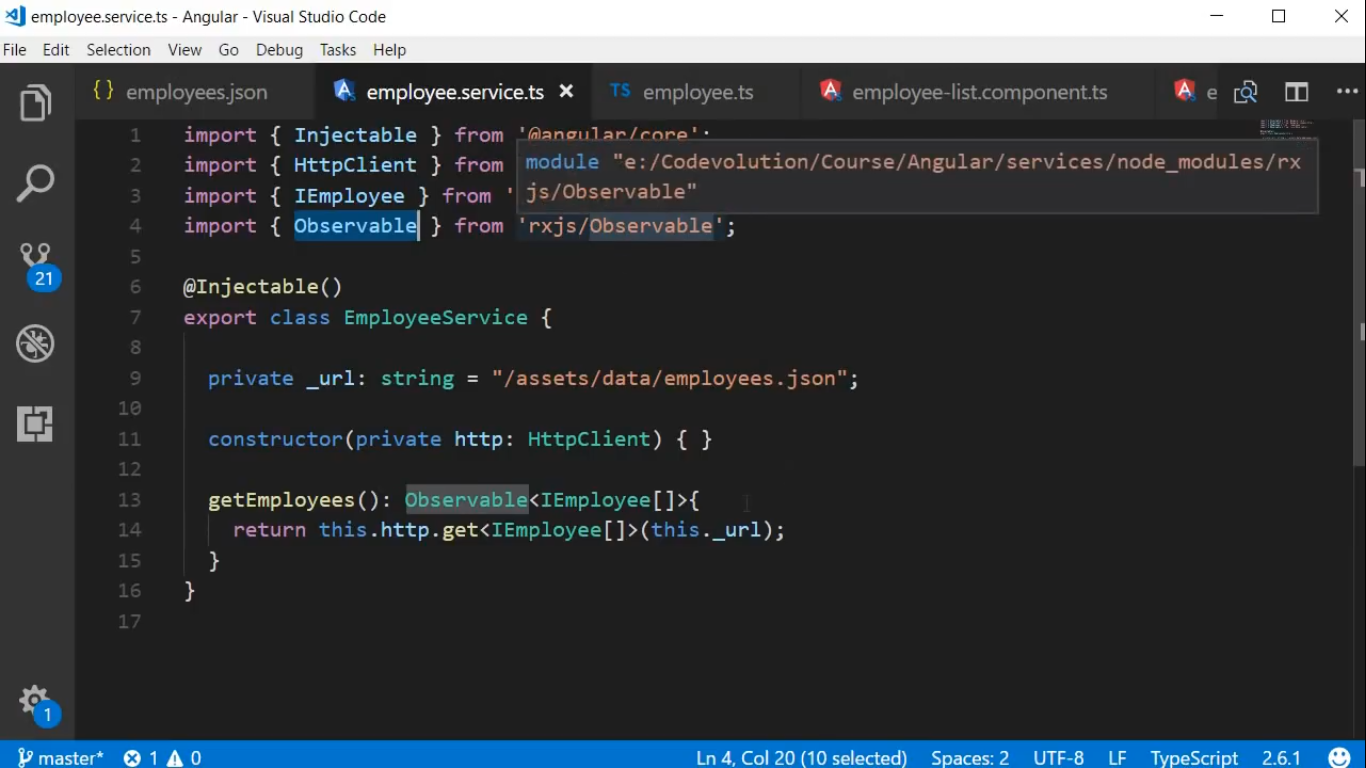 employee.service.ts - Angular - Visual Studio Code
File Edit Selection View Go Debug Tasks Help
{} employees.json employee.service.ts × TS employee.ts employee-list.component.ts e ...
1 import { Injectable } from '@angular/core';
2 import { HttpClient } from
module "e:/Codevolution/Course/Angular/services/node_modules/rx
js/Observable"
3 import { IEmployee } from '
4 import { Observable } from 'rxjs/Observable';
5
6 @Injectable()
7 export class EmployeeService {
8
9 private _url: string = "/assets/data/employees.json";
10
11 constructor(private http: HttpClient) { }
12
13 getEmployees(): Observable<IEmployee[]>{
14 return this.http.get<IEmployee[]>(this._url);
15 }
16 }
17
21
1
master* 1 0 Ln 4, Col 20 (10 selected) Spaces: 2 UTF-8 LF TypeScript 2.6.1